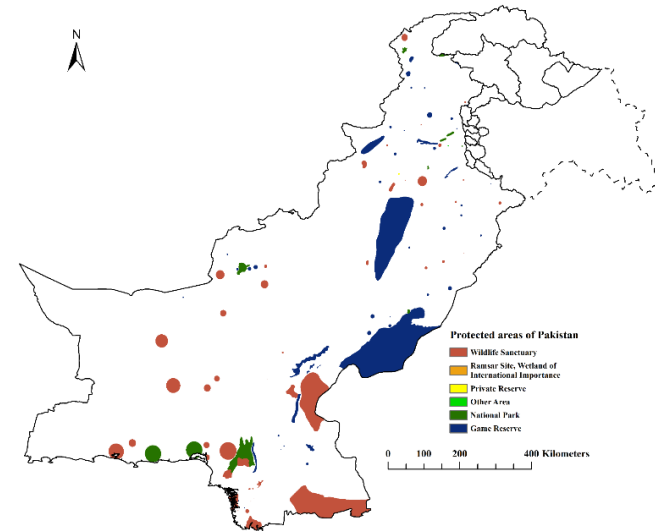 N
Protected areas of Pakistan
Wildlife Sanctuary
Ramsar Site, Wetland of
International Importance
Private Reserve
Other Area
National Park
Game Reserve
0 100 200 400 Kilometers